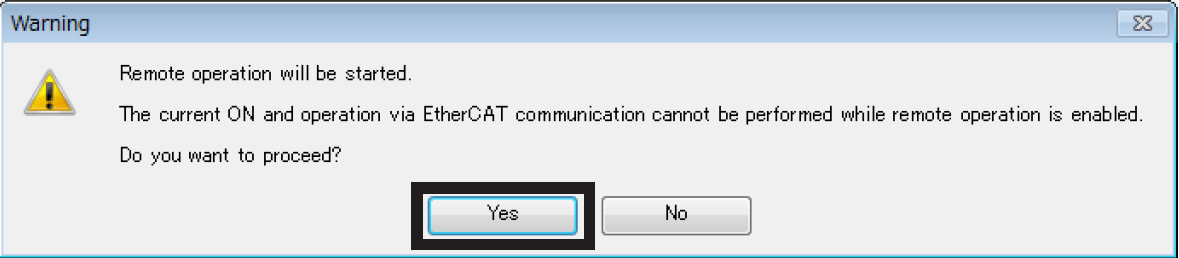 Warning
Remote operation will be started.
The current ON and operation via EtherCAT communication cannot be performed while remote operation is enabled.
Do you want to proceed?
Yes
No